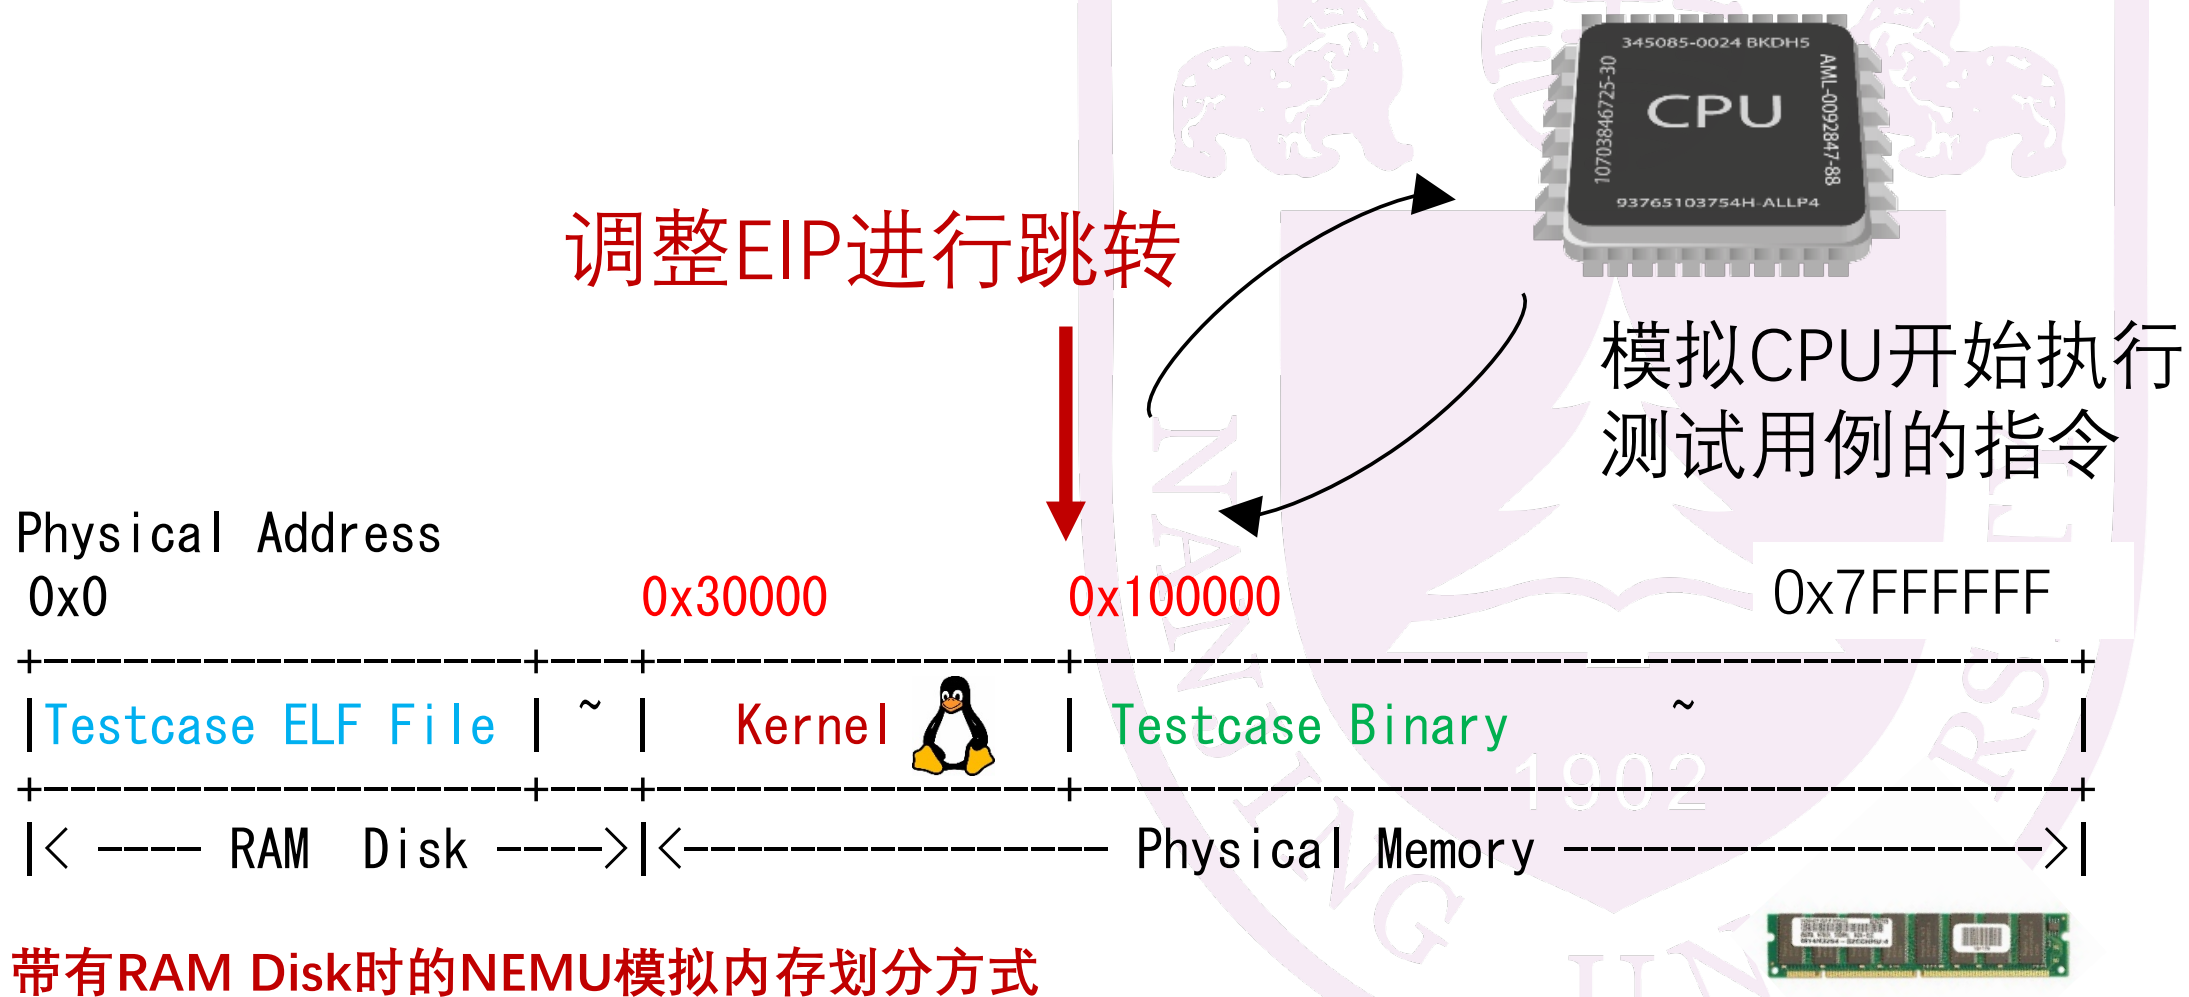 345085-0024 BKDH5
10703846725-30
AML-0092847-88
CPU
93765103754H-ALLP4
调整EIP进行跳转
模拟CPU开始执行
测试用例的指令
Physical Address
0x0 0x30000 0x100000 0x7FFFFFF
+------------------+----+---------------+-------------------------------------+
|Testcase ELF File | ~ | Kernel | Testcase Binary ~ |
+------------------+----+---------------+-------------------------------------+
|< ---- RAM Disk ---->|<---------------- Physical Memory ------------------>|
带有RAM Disk时的NEMU模拟内存划分方式
NANJING UNIVERSITY
1902